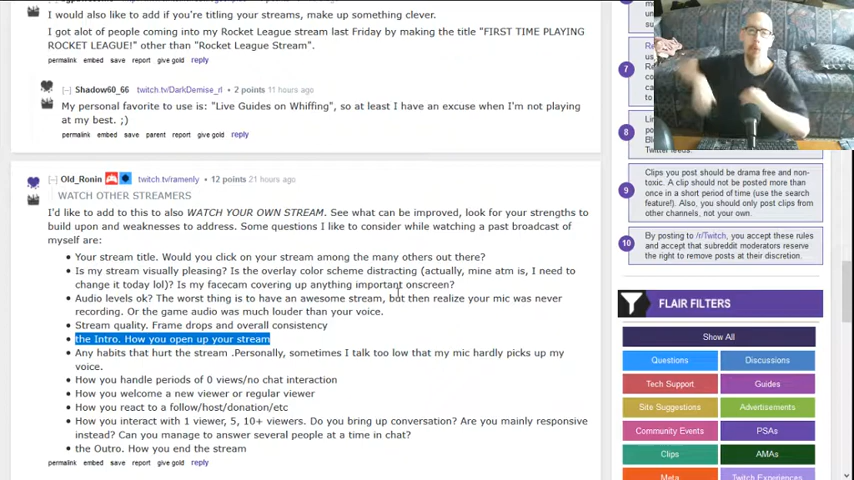 I would also like to add if you're titling your streams, make up something clever.
I got alot of people coming into my Rocket League stream last Friday by making the title "FIRST TIME PLAYING
ROCKET LEAGUE!" other than "Rocket League Stream".
permalink embed save report give gold reply
[-] Shadow60_66 twitch.tv/DarkDemise_rl • 2 points 11 hours ago
My personal favorite to use is: "Live Guides on Whiffing", so at least I have an excuse when I'm not playing
at my best. ;)
permalink embed save parent report give gold reply
[-] Old_Ronin twitch.tv/ramenly • 12 points 21 hours ago
WATCH OTHER STREAMERS
I'd like to add to this to also WATCH YOUR OWN STREAM. See what can be improved, look for your strengths to
build upon and weaknesses to address. Some questions I like to consider while watching a past broadcast of
myself are:
• Your stream title. Would you click on your stream among the many others out there?
• Is my stream visually pleasing? Is the overlay color scheme distracting (actually, mine atm is, I need to
change it today lol)? Is my facecam covering up anything important onscreen?
• Audio levels ok? The worst thing is to have an awesome stream, but then realize your mic was never
recording. Or the game audio was much louder than your voice.
• Stream quality. Frame drops and overall consistency
• the Intro. How you open up your stream
• Any habits that hurt the stream .Personally, sometimes I talk too low that my mic hardly picks up my
voice.
• How you handle periods of 0 views/no chat interaction
• How you welcome a new viewer or regular viewer
• How you react to a follow/host/donation/etc
• How you interact with 1 viewer, 5, 10+ viewers. Do you bring up conversation? Are you mainly responsive
instead? Can you manage to answer several people at a time in chat?
• the Outro. How you end the stream
permalink embed save report give gold reply
7
8
Twitter feeds.
9
Clips you post should be drama free and non-
toxic. A clip should not be posted more than
once in a short period of time (use the search
feature!). Also, you should only post clips from
other channels, not your own.
10
By posting to /r/Twitch, you accept these rules
and accept that subreddit moderators reserve
the right to remove posts at their discretion.
FLAIR FILTERS
Show All
Questions Discussions
Tech Support Guides
Site Suggestions Advertisements
Community Events PSAs
Clips AMAs
Meta Twitch Experiences